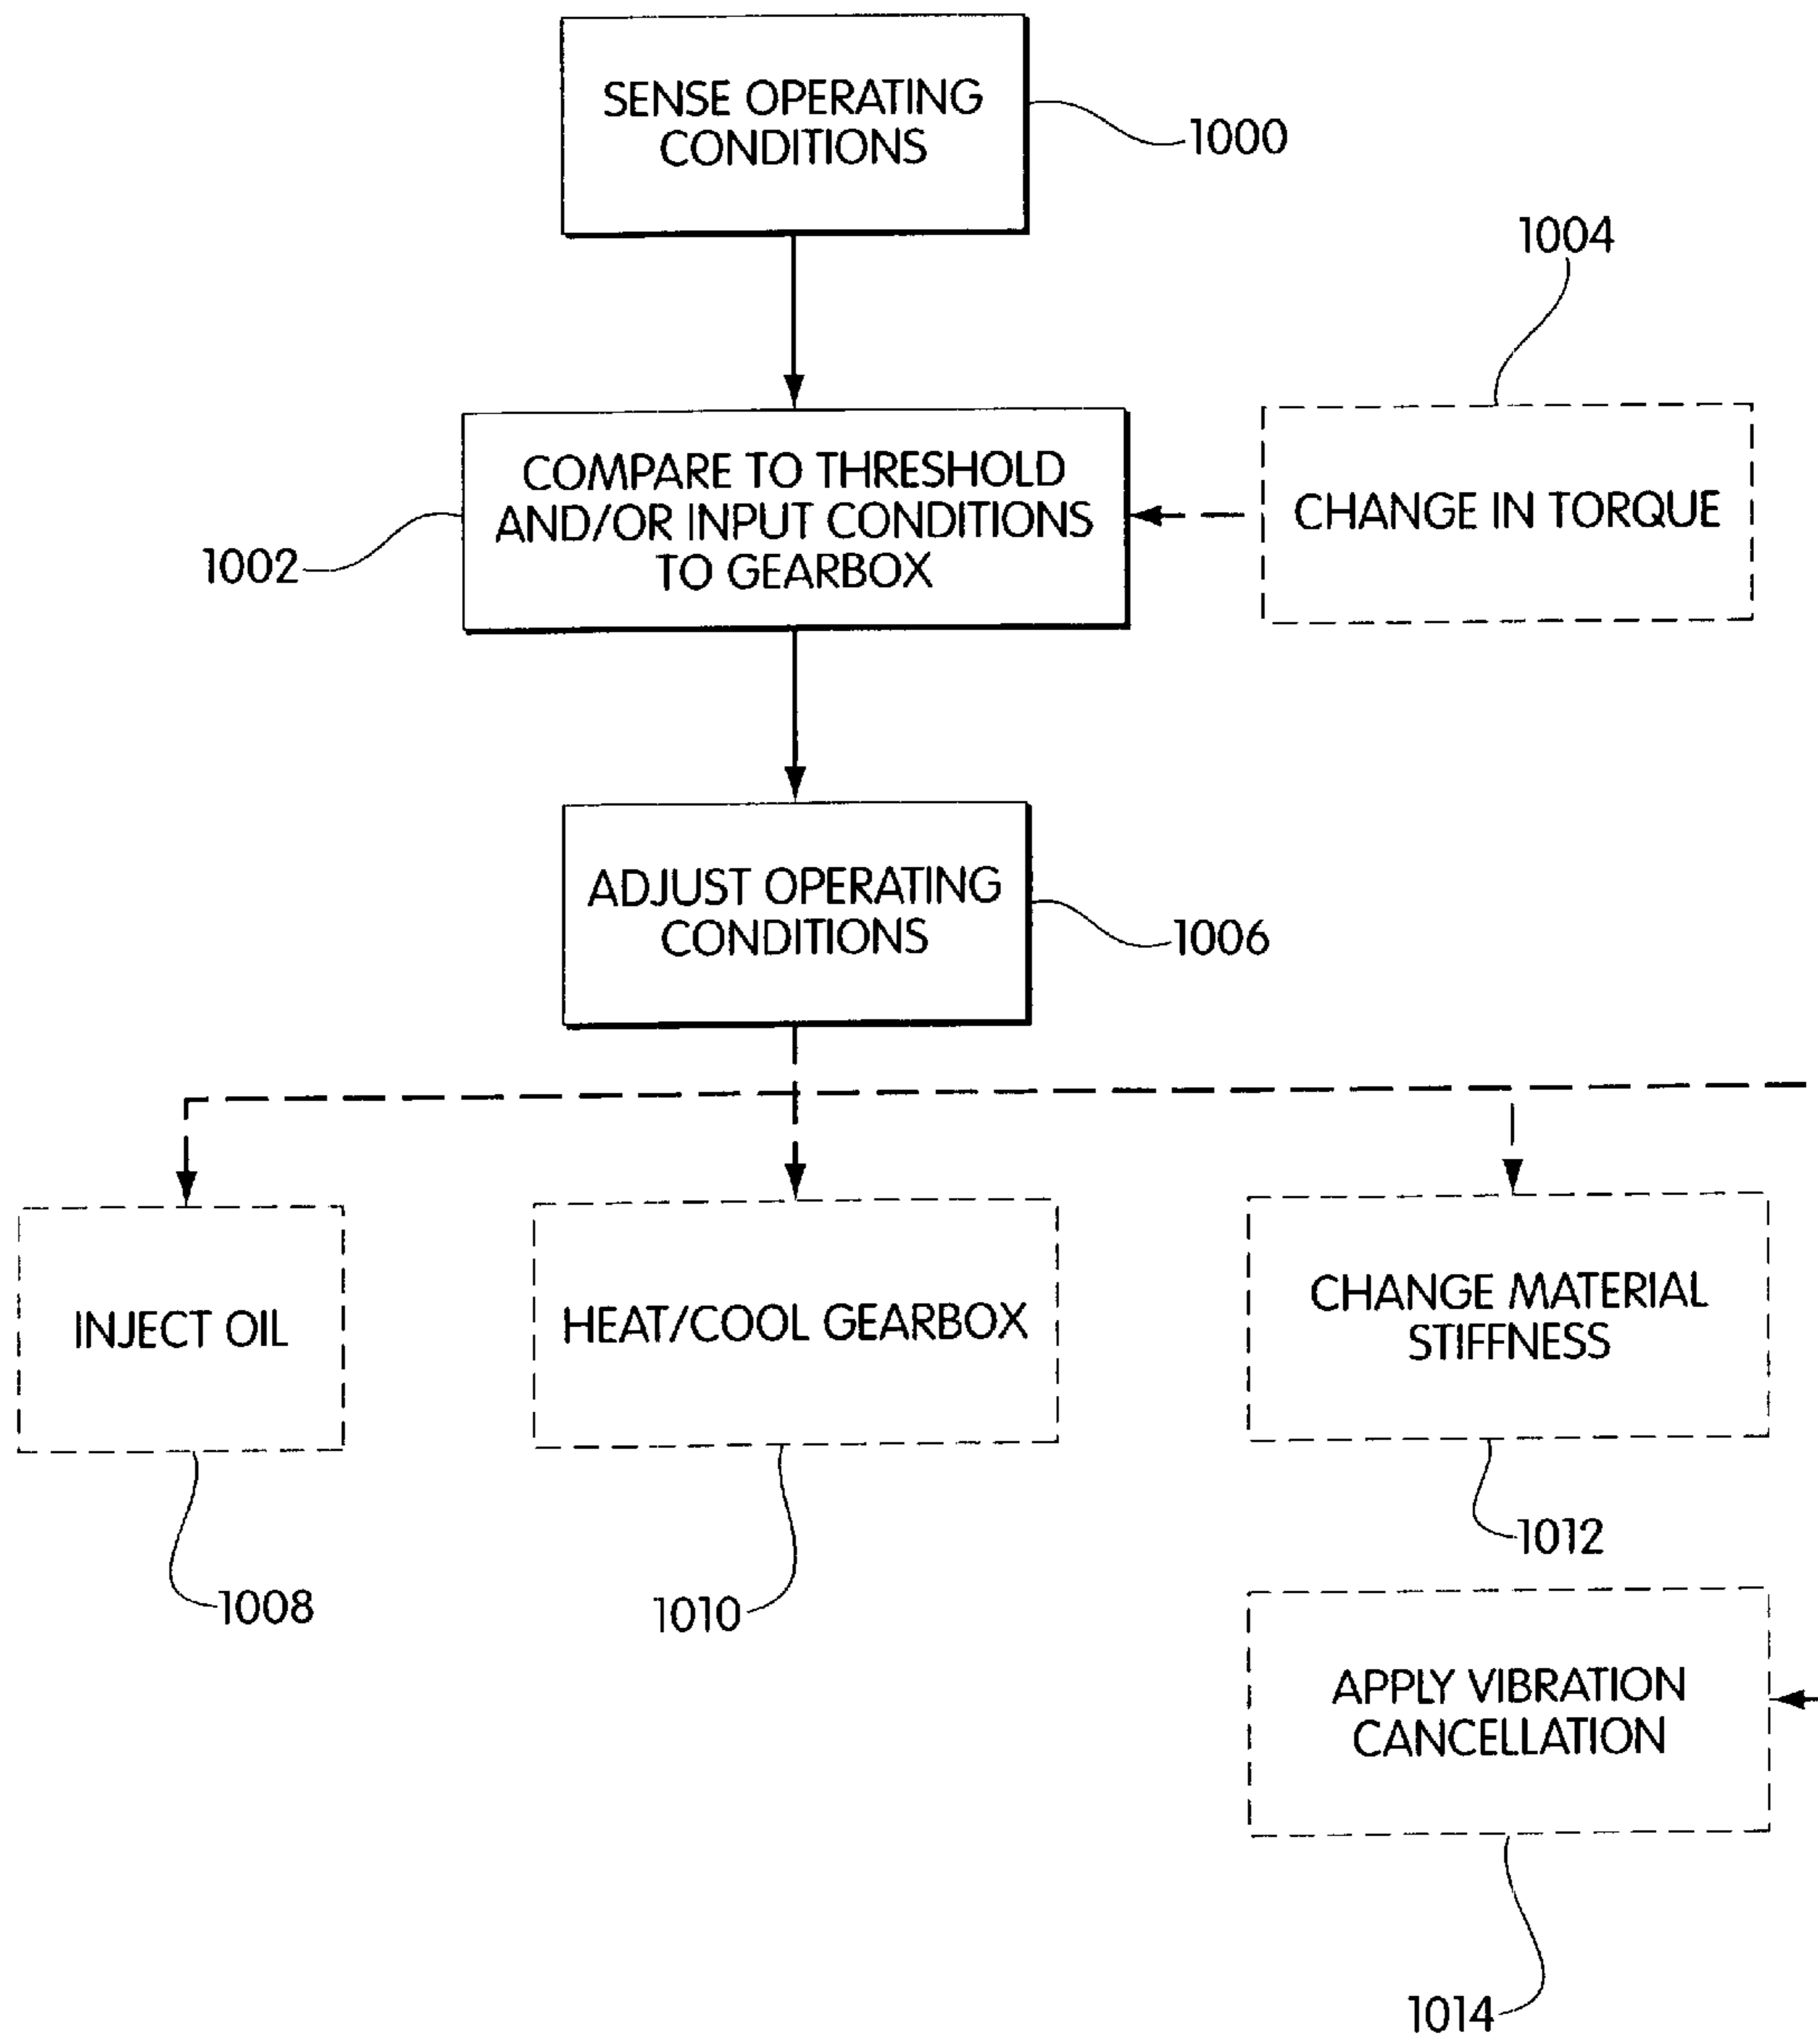 SENSE OPERATING
CONDITIONS
1000
1004
COMPARE TO THRESHOLD
AND/OR INPUT CONDITIONS
TO GEARBOX
CHANGE IN TORQUE
1002
ADJUST OPERATING
CONDITIONS
1006
INJECT OIL
HEAT/COOL GEARBOX
CHANGE MATERIAL
STIFFNESS
1008
1010
1012
APPLY VIBRATION
CANCELLATION
1014